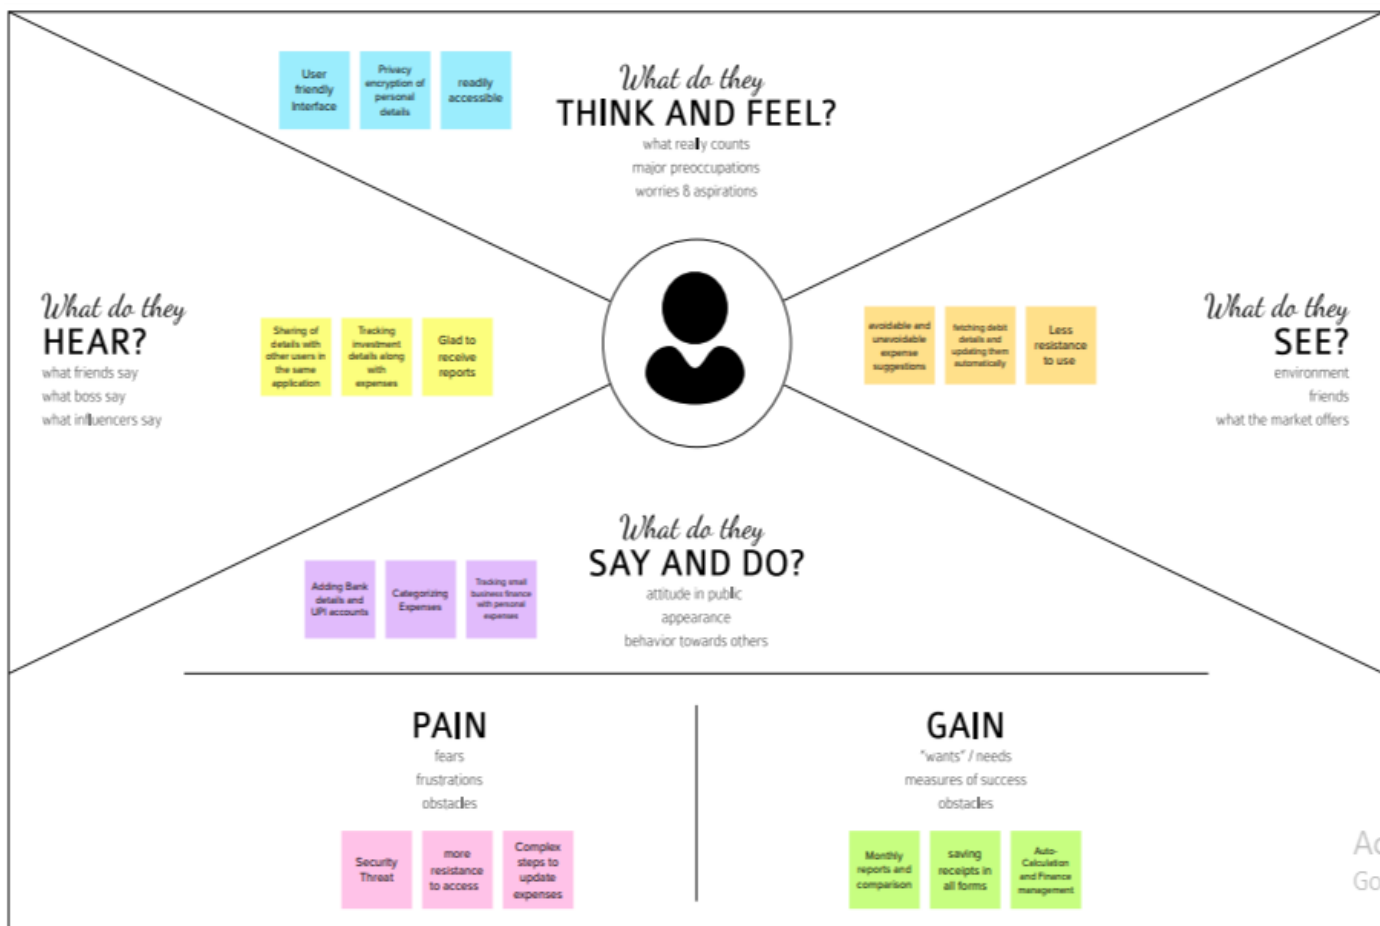 User
friendly
Interface
Privacy
encryption of
personal
details
readily
accessible
What do they
THINK AND FEEL?
what really counts
major preoccupations
worries & aspirations
What do they
HEAR?
what friends say
what boss say
what influencers say
Sharing of
details with
other users in
the same
application
Tracking
investment
details along
with
expenses
Glad to
receive
reports
avoidable and
unavoidable
expense
suggestions
fetching debit
details and
updating them
automatically
Less
resistance
to use
What do they
SEE?
environment
friends
what the market offers
What do they
SAY AND DO?
attitude in public
appearance
behavior towards others
Adding Bank
details and
UPI accounts
Categorizing
Expenses
Tracking small
business finance
with personal
expenses
PAIN
fears
frustrations
obstacles
Security
Threat
more
resistance
to access
Complex
steps to
update
expenses
GAIN
"wants" / needs
measures of success
obstacles
Monthly
reports and
comparison
saving
receipts in
all forms
Auto-
Calculation
and Finance
management
Ac
Go